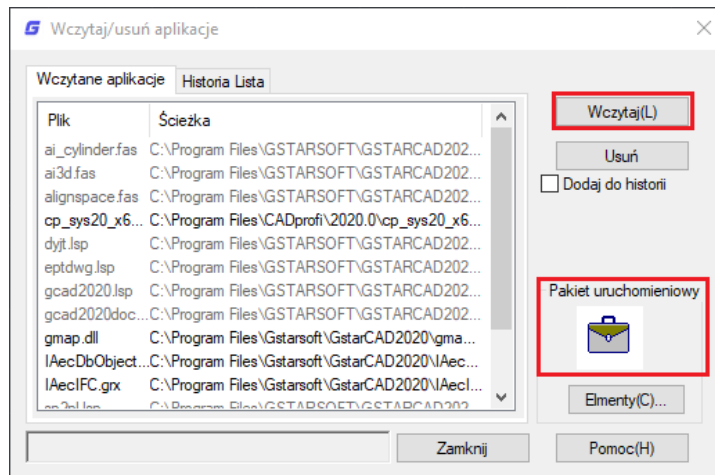 Wczytaj/usuń aplikacje
Wczytane aplikacje Historia Lista
Plik Ścieżka
ai_cylinder.fas C:\Program Files\GSTARSOFT\GSTARCAD202...
ai3d.fas C:\Program Files\GSTARSOFT\GSTARCAD202...
alignspace.fas C:\Program Files\GSTARSOFT\GSTARCAD202...
cp_sys20_x6... C:\Program Files\CADprofi\2020.0\cp_sys20_x6...
dyjt.lsp C:\Program Files\GSTARSOFT\GSTARCAD202...
eptdwg.lsp C:\Program Files\GSTARSOFT\GSTARCAD202...
gcad2020.lsp C:\Program Files\GSTARSOFT\GSTARCAD202...
gcad2020doc...C:\Program Files\GSTARSOFT\GSTARCAD202...
gmap.dll C:\Program Files\Gstarsoft\GstarCAD2020\gma...
IAecDbObject...C:\Program Files\Gstarsoft\GstarCAD2020\IAec...
IAecIFC.grx C:\Program Files\Gstarsoft\GstarCAD2020\IAecI...
C:\Program Files\GSTARSOFT\GSTARCAD202...
Wczytaj(L)
Usuń
Dodaj do historii
Pakiet uruchomieniowy
Elmenty(C)...
Zamknij
Pomoc(H)